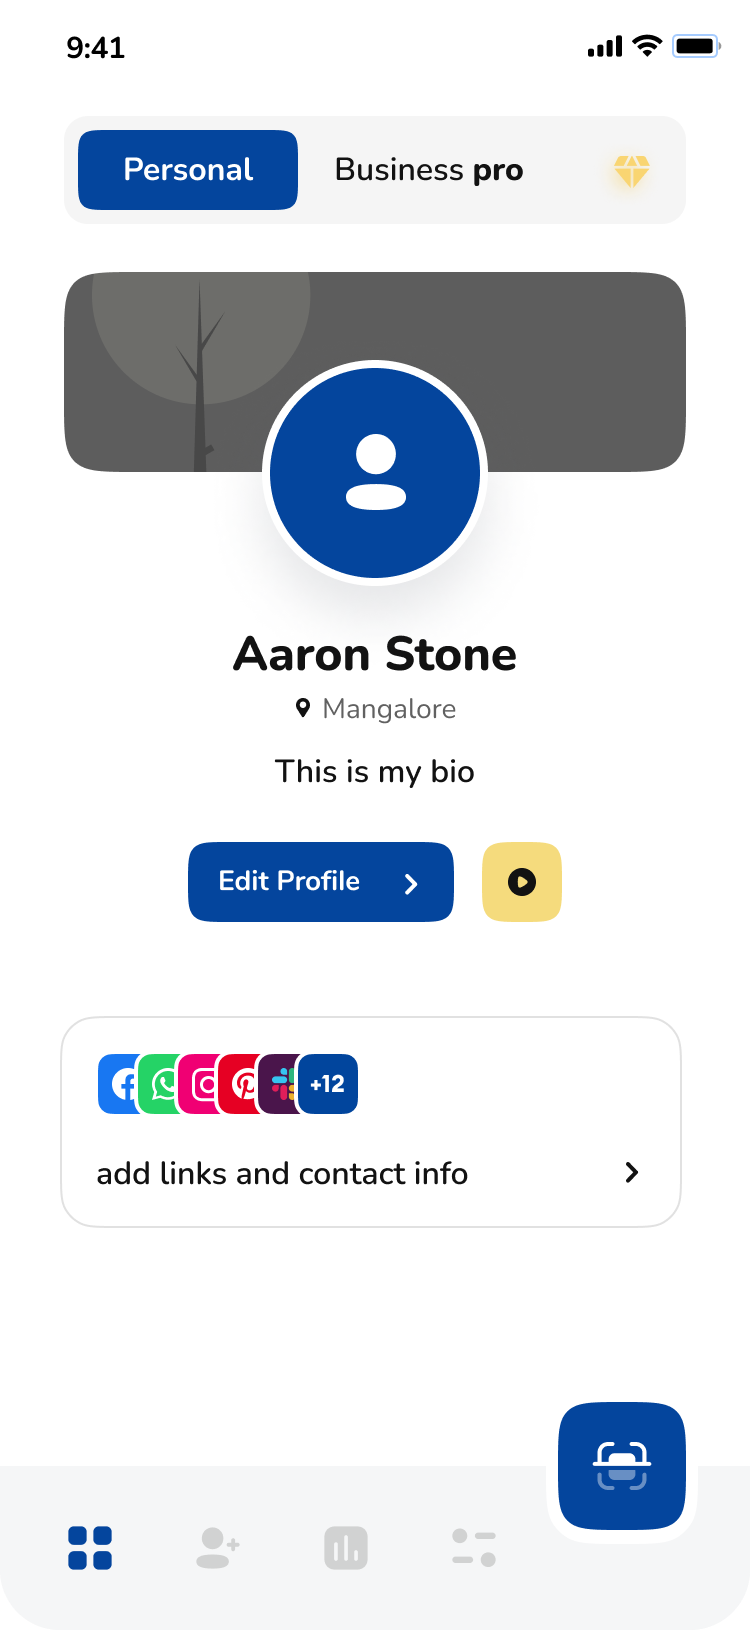 9:41
Personal
Business pro
Aaron Stone
Mangalore
This is my bio
Edit Profile
+12
add links and contact info